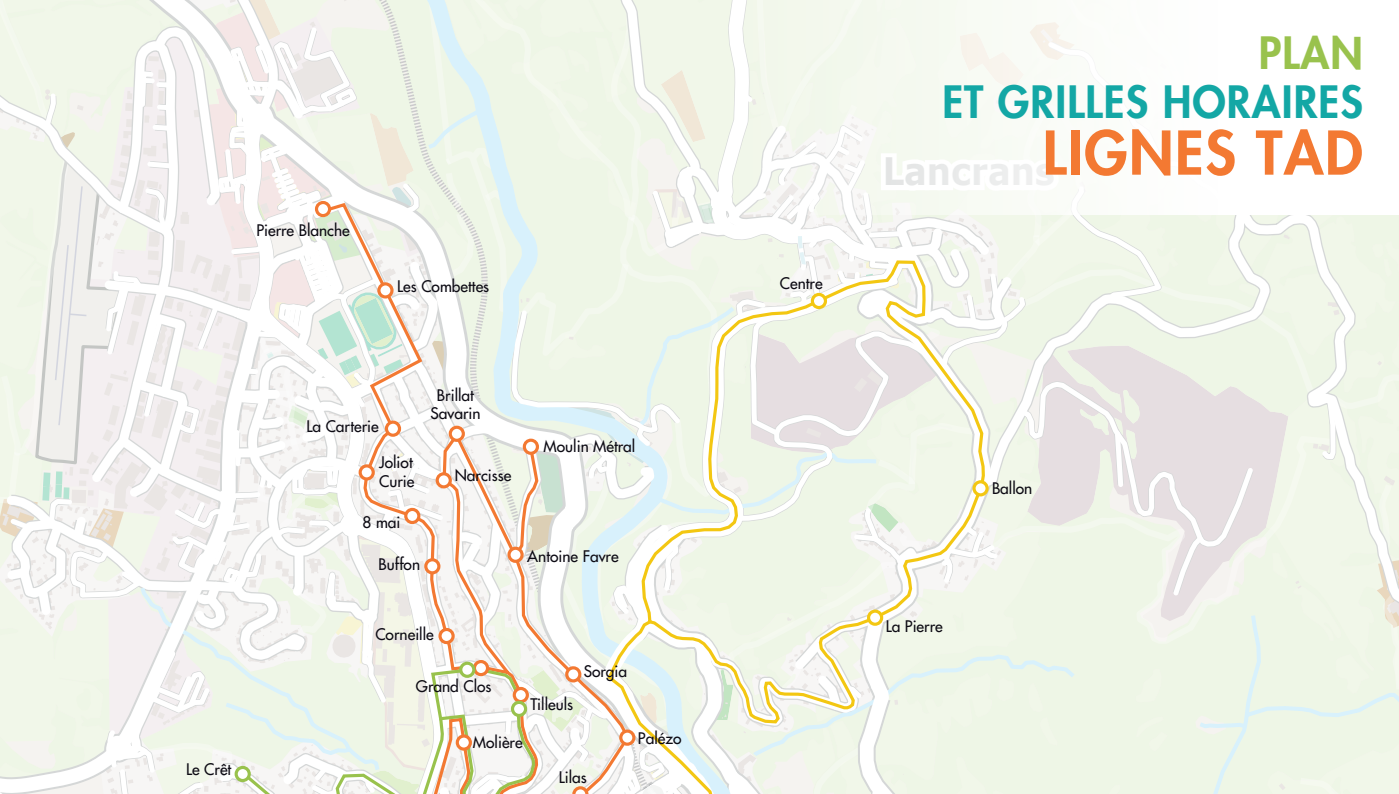 PLAN
ET GRILLES HORAIRES
LIGNES TAD
Lancrans
Pierre Blanche
Les Combettes
Centre
Brillat
Savarin
La Carterie
Moulin Métral
Joliot
Curie
Narcisse
Ballon
8 mai
Antoine Favre
Buffon
Corneille
La Pierre
Sorgia
Grand Clos
Tilleuls
Molière
Palézo
Le Crêt
Lilas